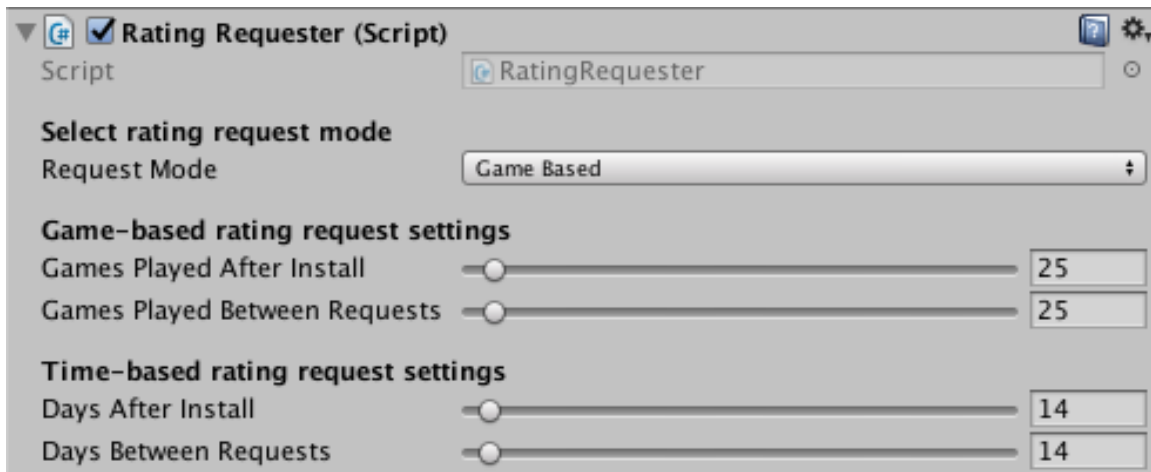 Rating Requester (Script)
Script RatingRequester
Select rating request mode
Request Mode Game Based
Game-based rating request settings
Games Played After Install 25
Games Played Between Requests 25
Time-based rating request settings
Days After Install 14
Days Between Requests 14